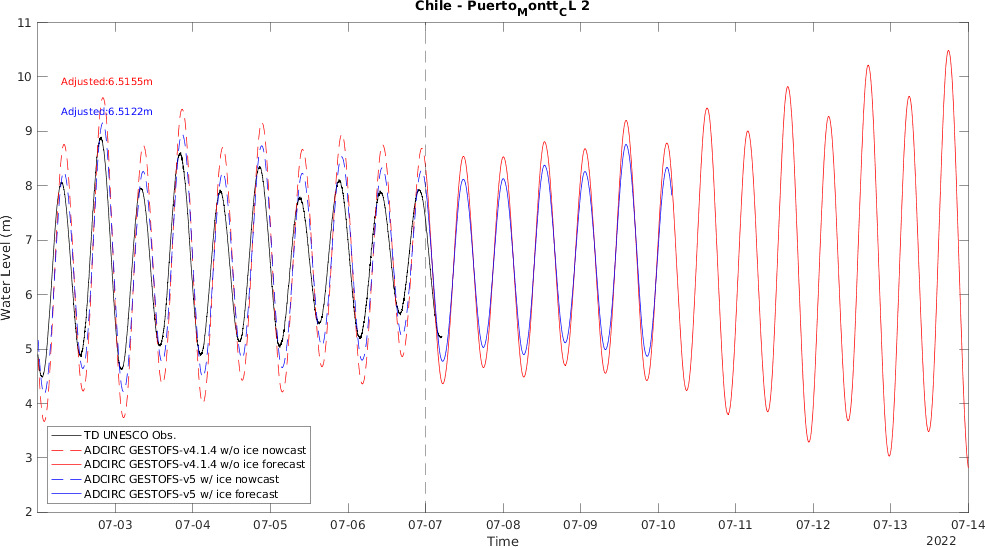 Chile - PuertoMonttCL 2
Adjusted:6.5155m
Adjusted:6.5122m
Water Level (m)
11
10
9
8
7
6
5
4
3
2
TD UNESCO Obs.
ADCIRC GESTOFS-v4.1.4 w/o ice nowcast
ADCIRC GESTOFS-v4.1.4 w/o ice forecast
ADCIRC GESTOFS-v5 w/ ice nowcast
ADCIRC GESTOFS-v5 w/ ice forecast
07-03 07-04 07-05 07-06 07-07 07-08 07-09 07-10 07-11 07-12 07-13 07-14
Time
2022